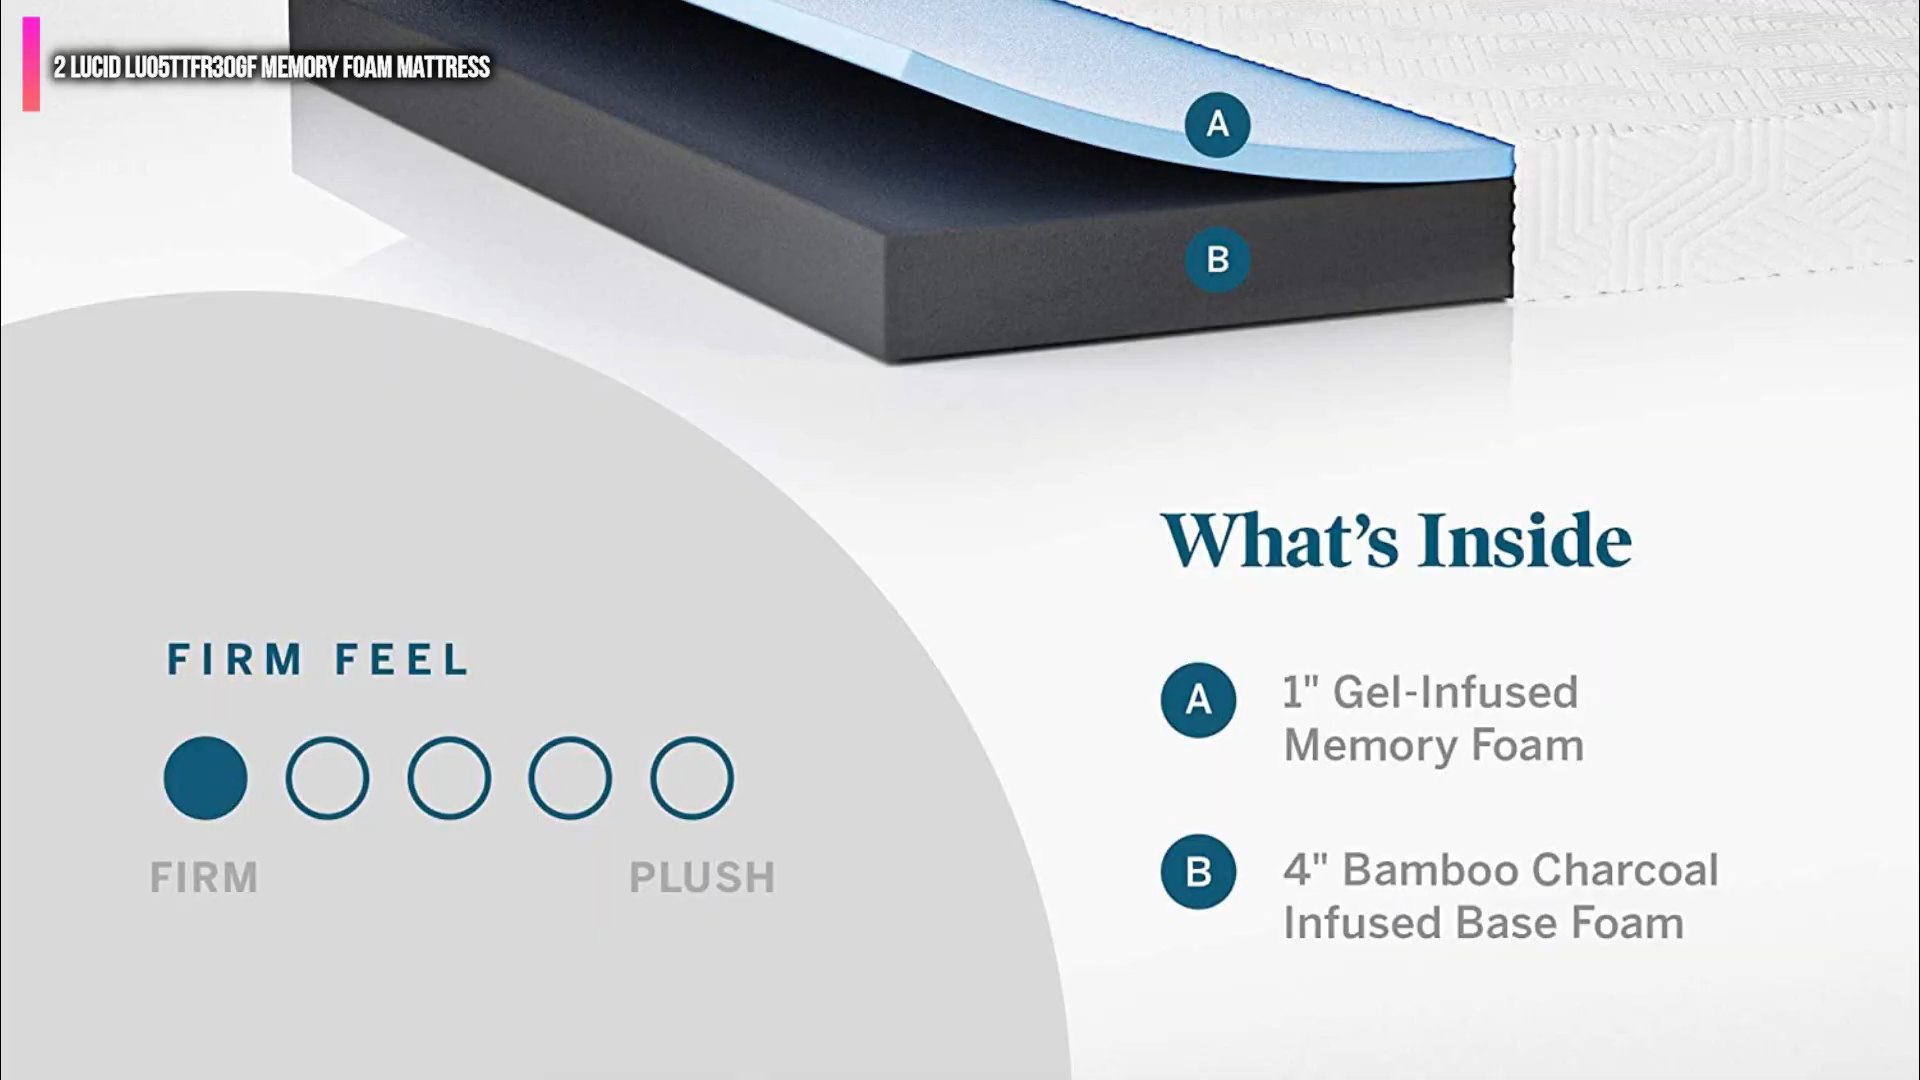 2 LUCID LU05TTFR30GF MEMORY FOAM MATTRESS
A
B
What's Inside
FIRM FEEL
A 1" Gel-Infused
Memory Foam
FIRM PLUSH
B 4" Bamboo Charcoal
Infused Base Foam